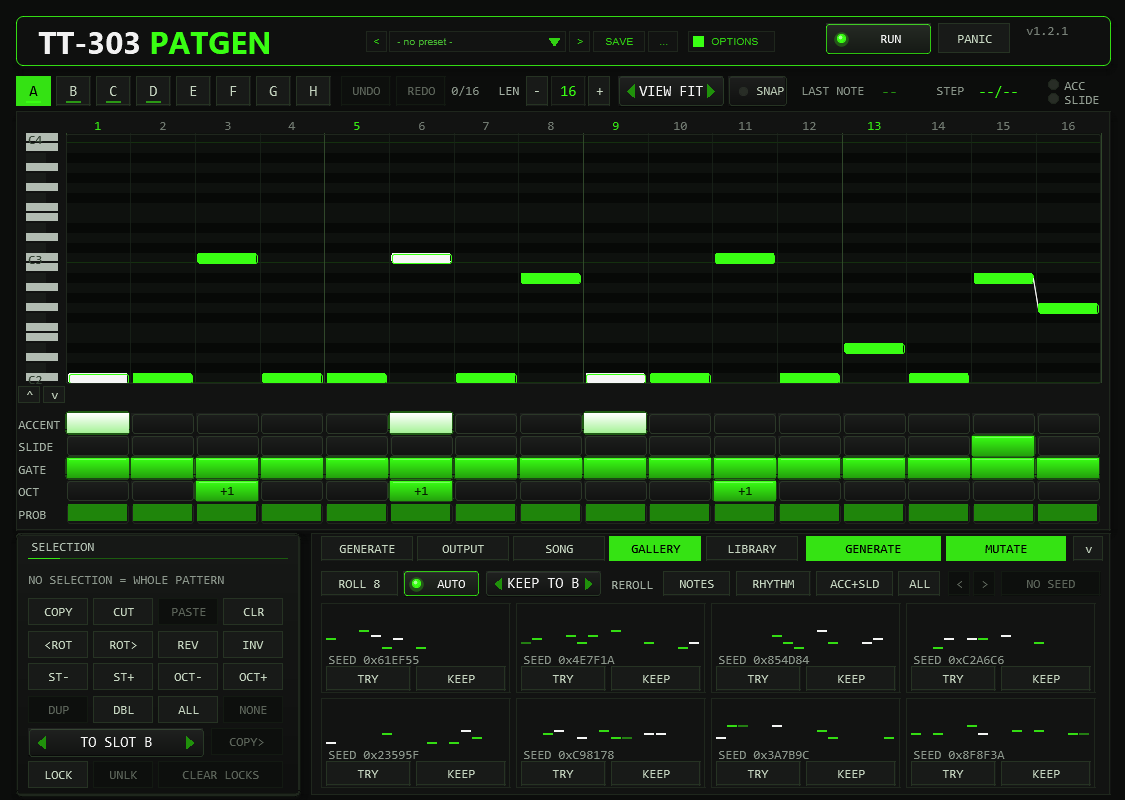 TT-303 PATGEN < - no preset - > SAVE ... OPTIONS RUN PANIC v1.2.1
A B C D E F G H UNDO REDO 0/16 LEN - 16 + VIEW FIT SNAP LAST NOTE -- STEP --/-- ACC
SLIDE
1 2 3 4 5 6 7 8 9 10 11 12 13 14 15 16
C4
C3
C2
^ v
ACCENT
SLIDE
GATE
OCT +1 +1 +1
PROB
SELECTION
NO SELECTION = WHOLE PATTERN
COPY CUT PASTE CLR
<ROT ROT> REV INV
ST- ST+ OCT- OCT+
DUP DBL ALL NONE
TO SLOT B COPY>
LOCK UNLK CLEAR LOCKS
GENERATE OUTPUT SONG GALLERY LIBRARY GENERATE MUTATE v
ROLL 8 AUTO KEEP TO B REROLL NOTES RHYTHM ACC+SLD ALL < > NO SEED
SEED 0x61EF55 SEED 0x4E7F1A SEED 0x854D84 SEED 0xC2A6C6
TRY KEEP TRY KEEP TRY KEEP TRY KEEP
SEED 0x23595F SEED 0xC98178 SEED 0x3A7B9C SEED 0x8F8F3A
TRY KEEP TRY KEEP TRY KEEP TRY KEEP